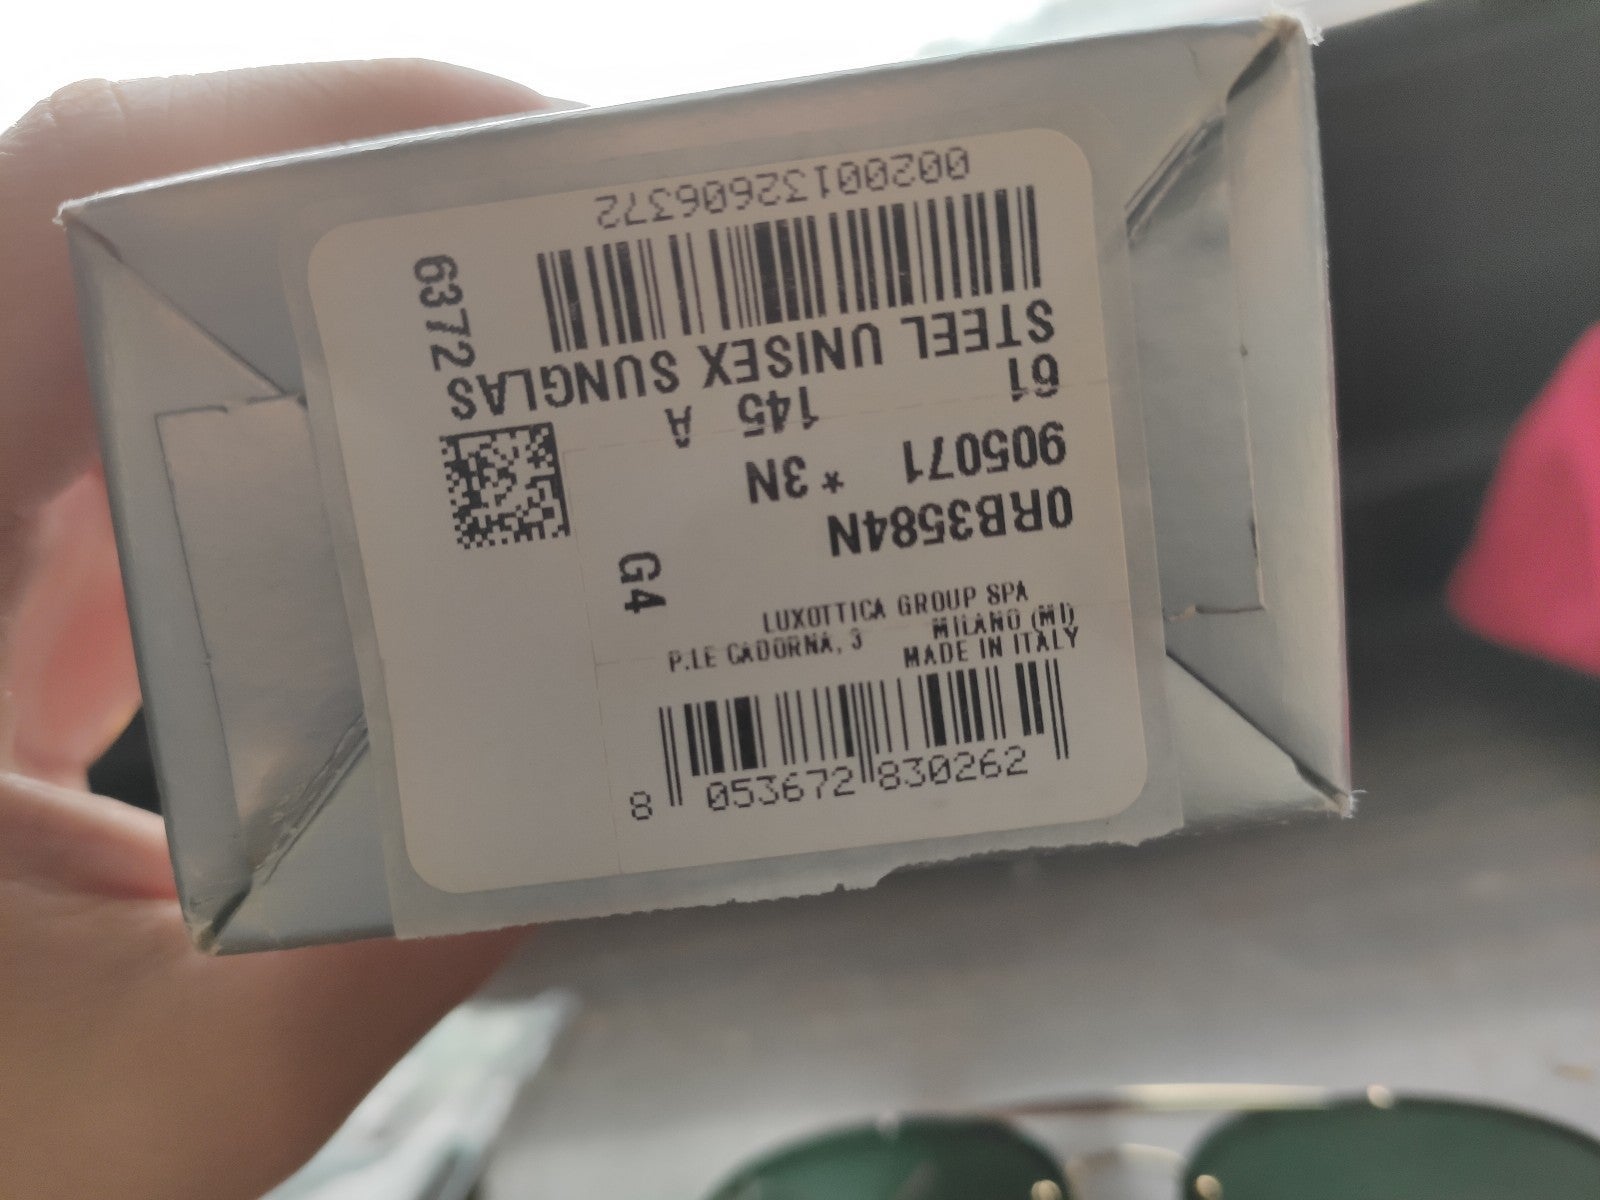 00200132606372
6372
STEEL UNISEX SUNGLAS
61 145 A
905071 * 3N
0RB3584N
G4
LUXOTTICA GROUP SPA
P.LE CADORNA, 3 MILANO (MI)
MADE IN ITALY
8 053672 830262